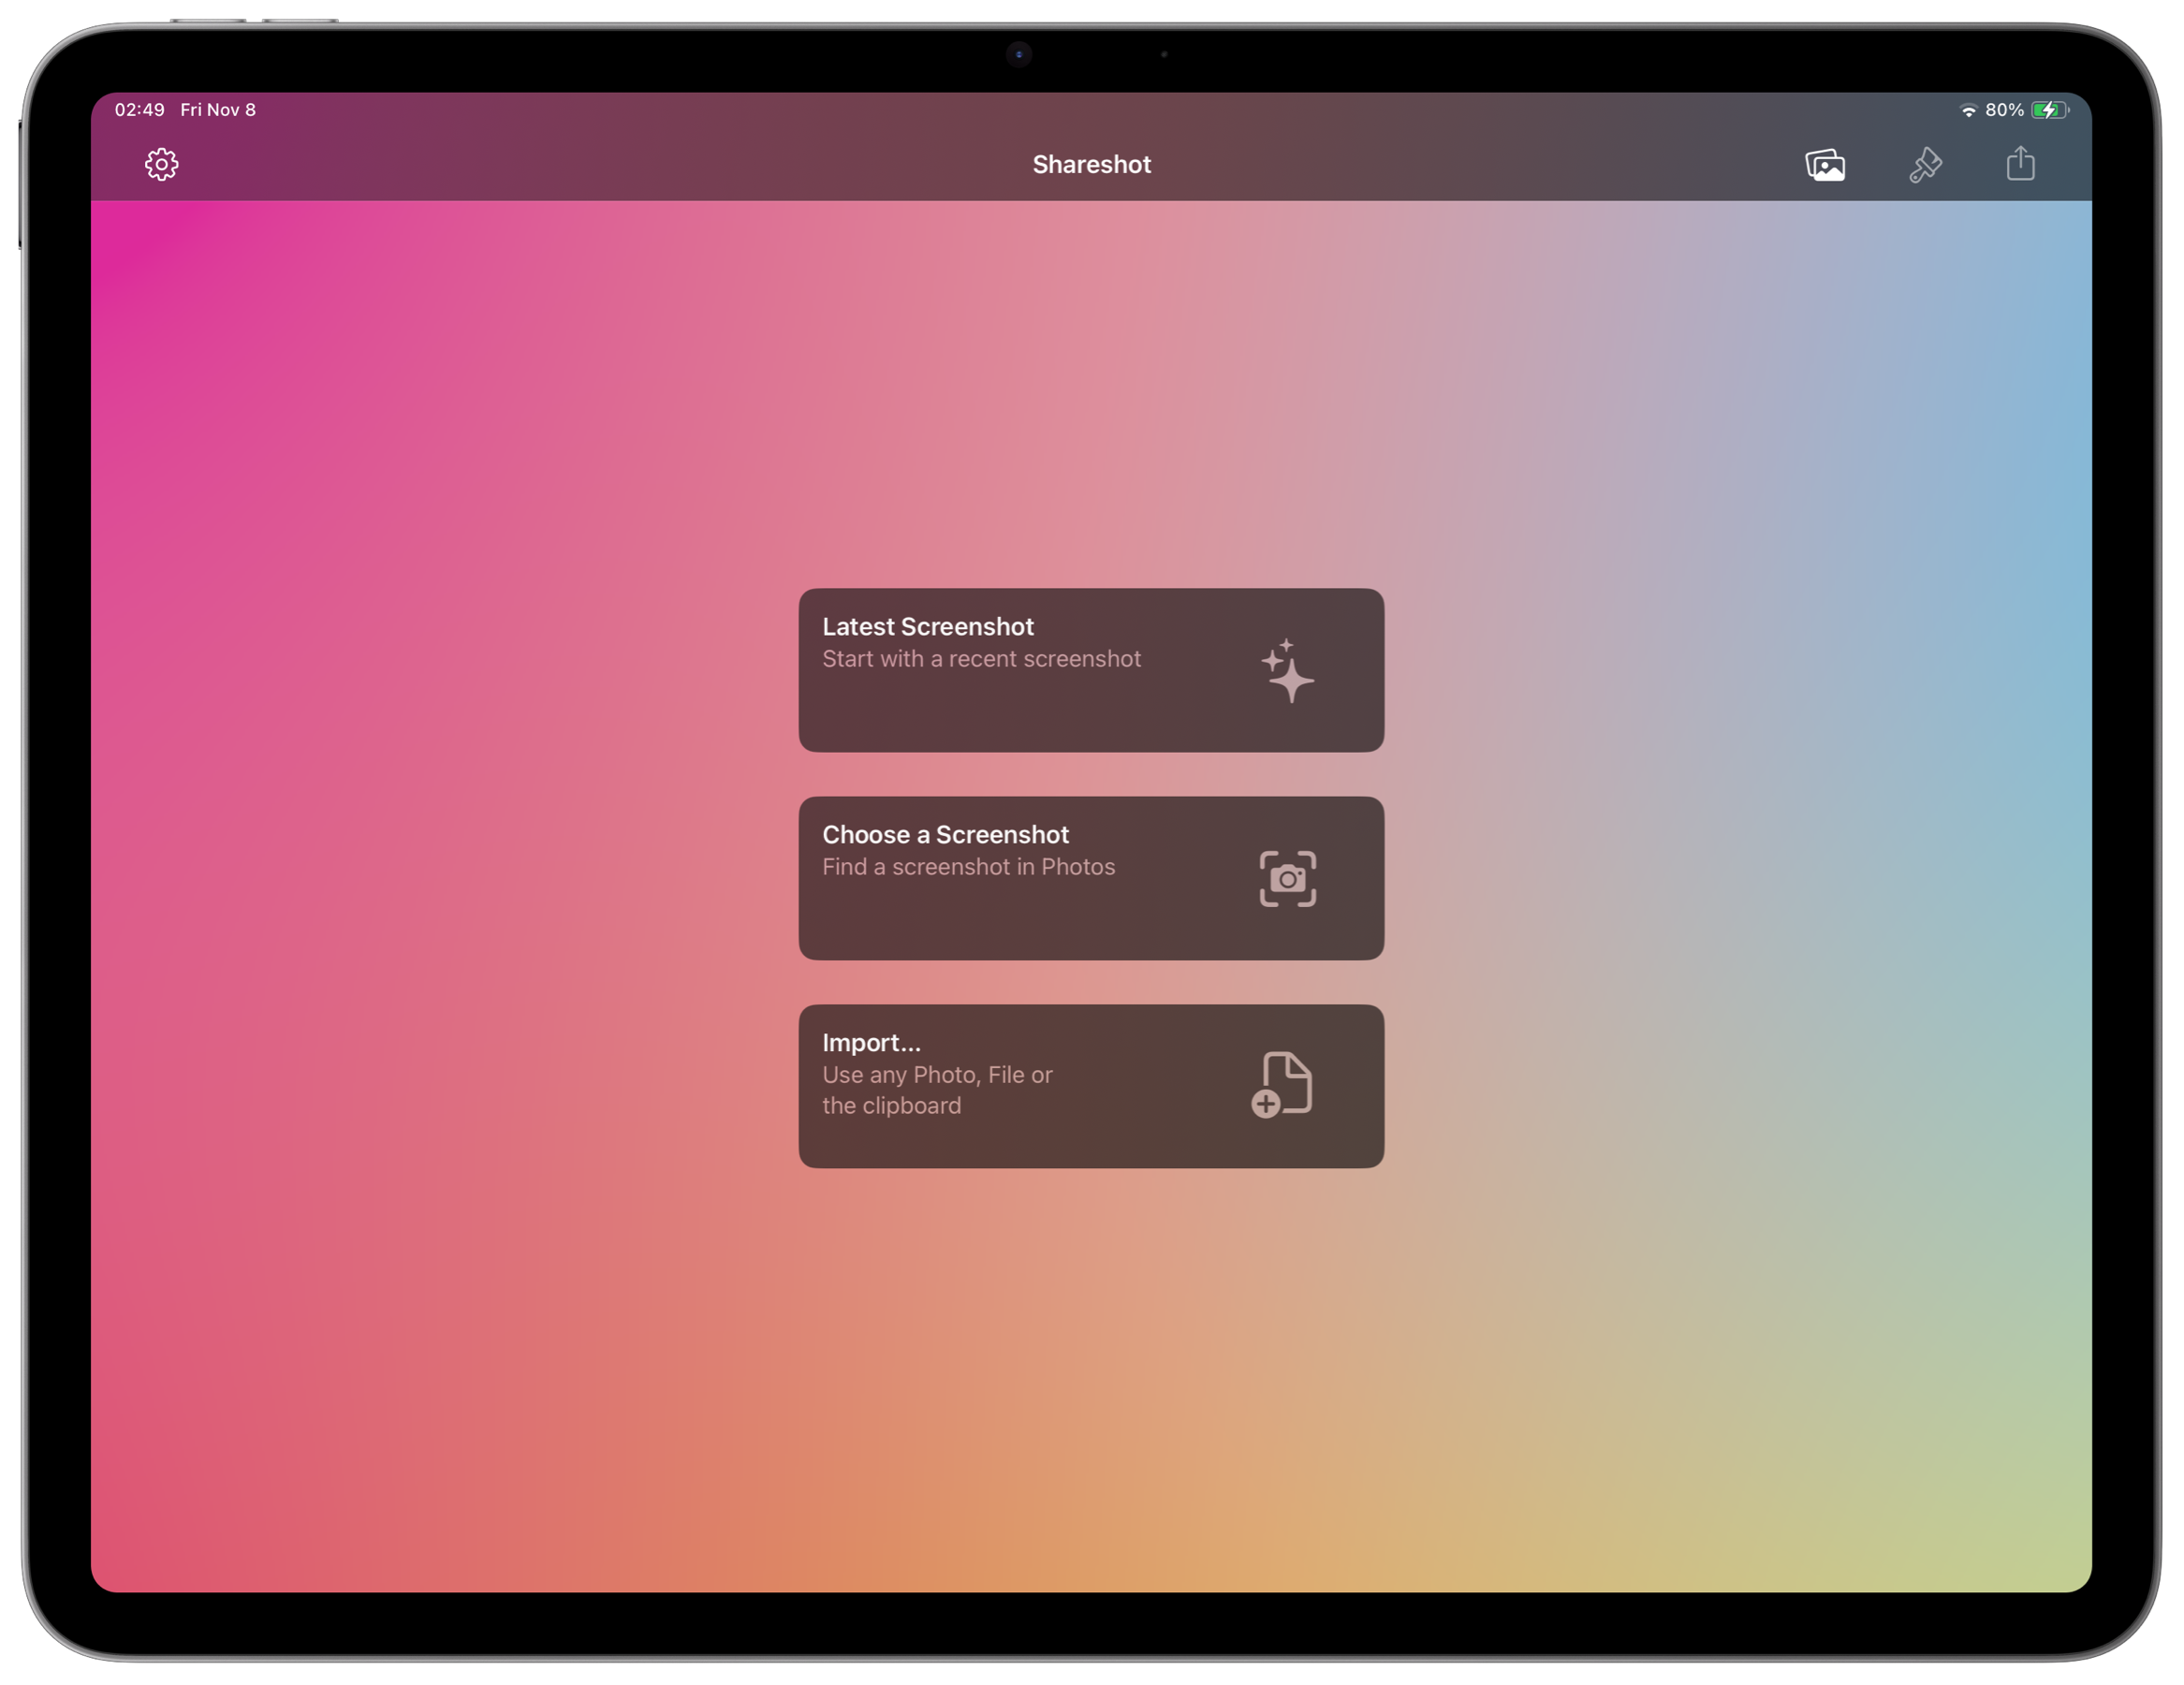 02:49 Fri Nov 8
80%
Shareshot
Latest Screenshot
Start with a recent screenshot
Choose a Screenshot
Find a screenshot in Photos
Import...
Use any Photo, File or
the clipboard